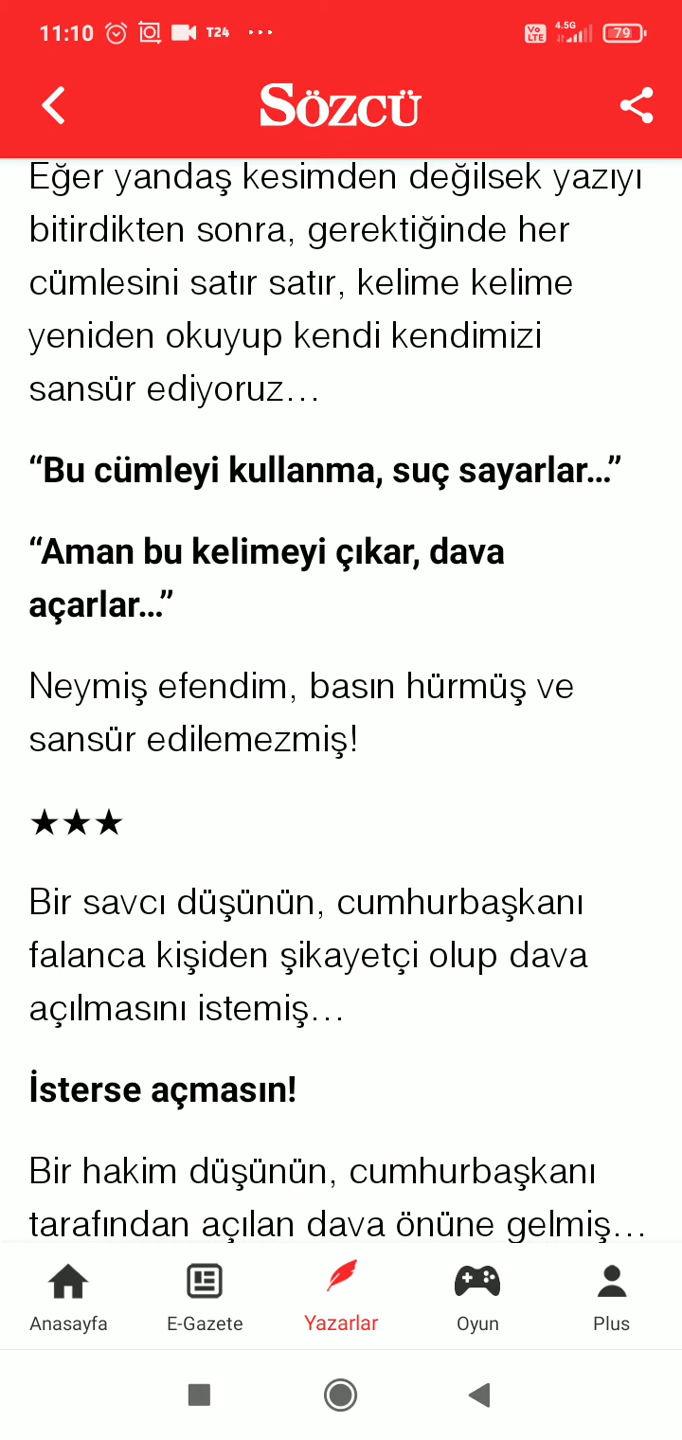 11:10 T24 ... Vo LTE 4.5G 79
SÖZCÜ
Eğer yandaş kesimden değilsek yazıyı
bitirdikten sonra, gerektiğinde her
cümlesini satır satır, kelime kelime
yeniden okuyup kendi kendimizi
sansür ediyoruz...
“Bu cümleyi kullanma, suç sayarlar...”
“Aman bu kelimeyi çıkar, dava
açarlar...”
Neymiş efendim, basın hürmüş ve
sansür edilemezmiş!
★★★
Bir savcı düşünün, cumhurbaşkanı
falanca kişiden şikayetçi olup dava
açılmasını istemiş...
İsterse açmasın!
Bir hakim düşünün, cumhurbaşkanı
tarafından açılan dava önüne gelmiş...
Anasayfa E-Gazete Yazarlar Oyun Plus